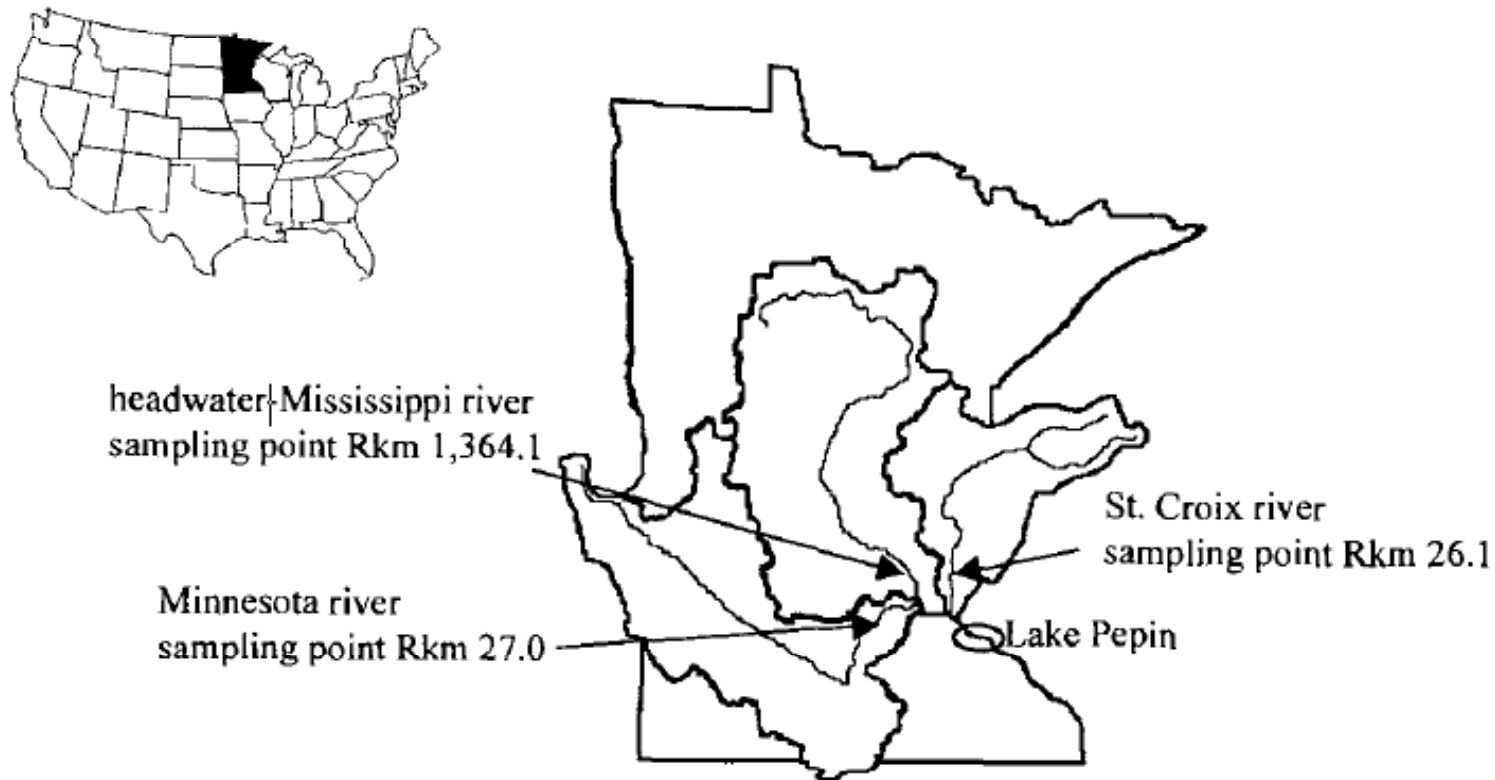 headwater-Mississippi river
sampling point Rkm 1,364.1
St. Croix river
sampling point Rkm 26.1
Minnesota river
sampling point Rkm 27.0
Lake Pepin